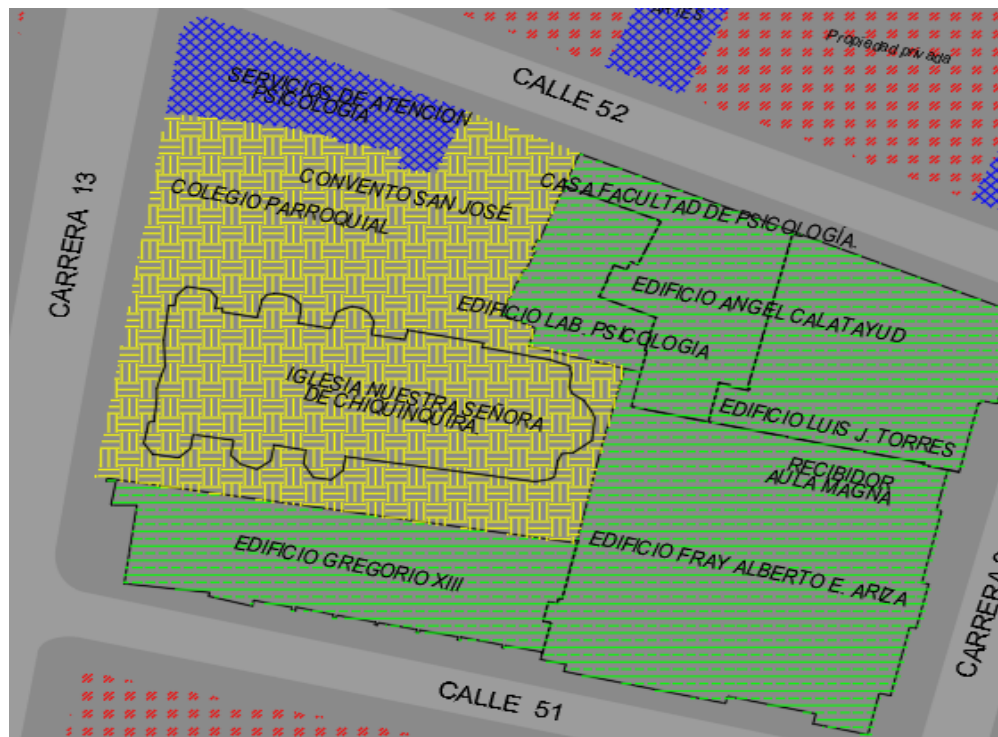 CALLE 52
Propiedad privada
SERVICIOS DE ATENCION
PSICOLOGÍA
CARRERA 13
CONVENTO SAN JOSÉ
COLEGIO PARROQUIAL
CASA FACULTAD DE PSICOLOGÍA.
EDIFICIO ANGEL CALATAYUD
EDIFICIO LAB. PSICOLOGIA
IGLESIA NUESTRA SEÑORA
DE CHIQUINQUIRA.
EDIFICIO LUIS J. TORRES
RECIBIDOR
AULA MAGNA
EDIFICIO GREGORIO XIII
EDIFICIO FRAY ALBERTO E. ARIZA
CARRERA
CALLE 51